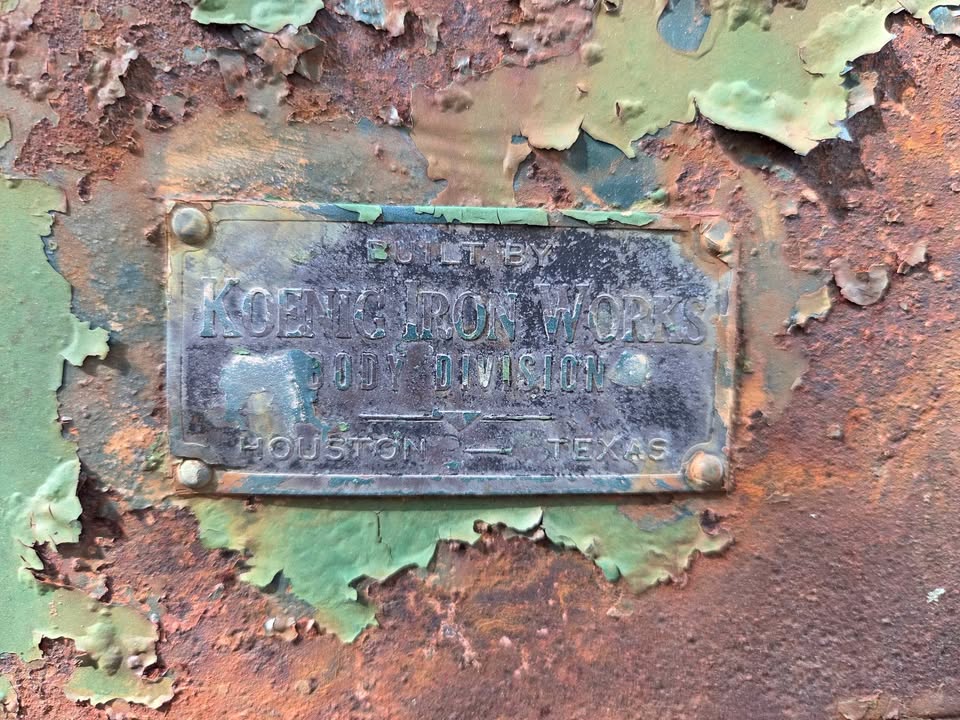 BUILT BY
KOENIG IRON WORKS
BODY DIVISION
HOUSTON — TEXAS